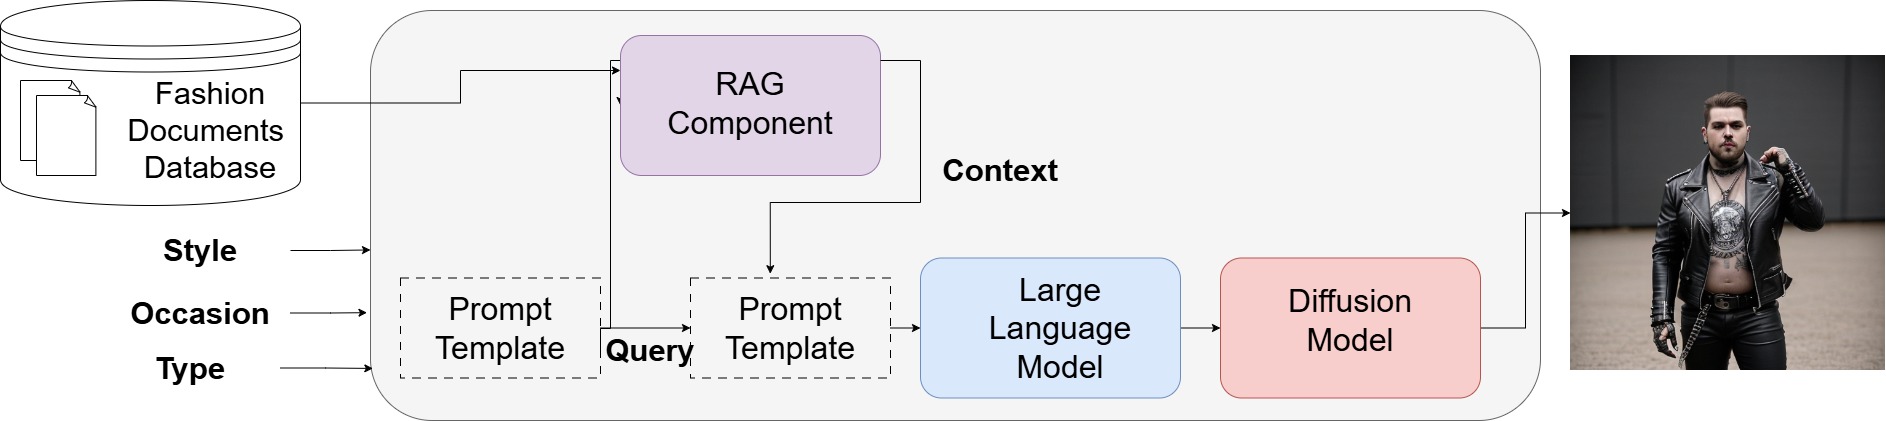 Fashion
Documents
Database
RAG
Component
Context
Style
Occasion
Type
Prompt
Template
Query
Prompt
Template
Large
Language
Model
Diffusion
Model